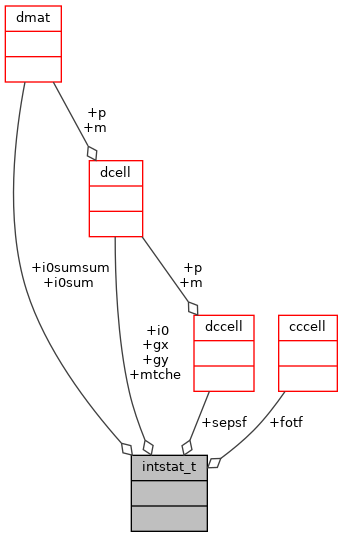 dmat
+p
+m
dcell
+i0sumsum
+i0sum
+p
+m
+i0
+gx
+gy
+mtche
dccell
cccell
+sepsf
+fotf
intstat_t